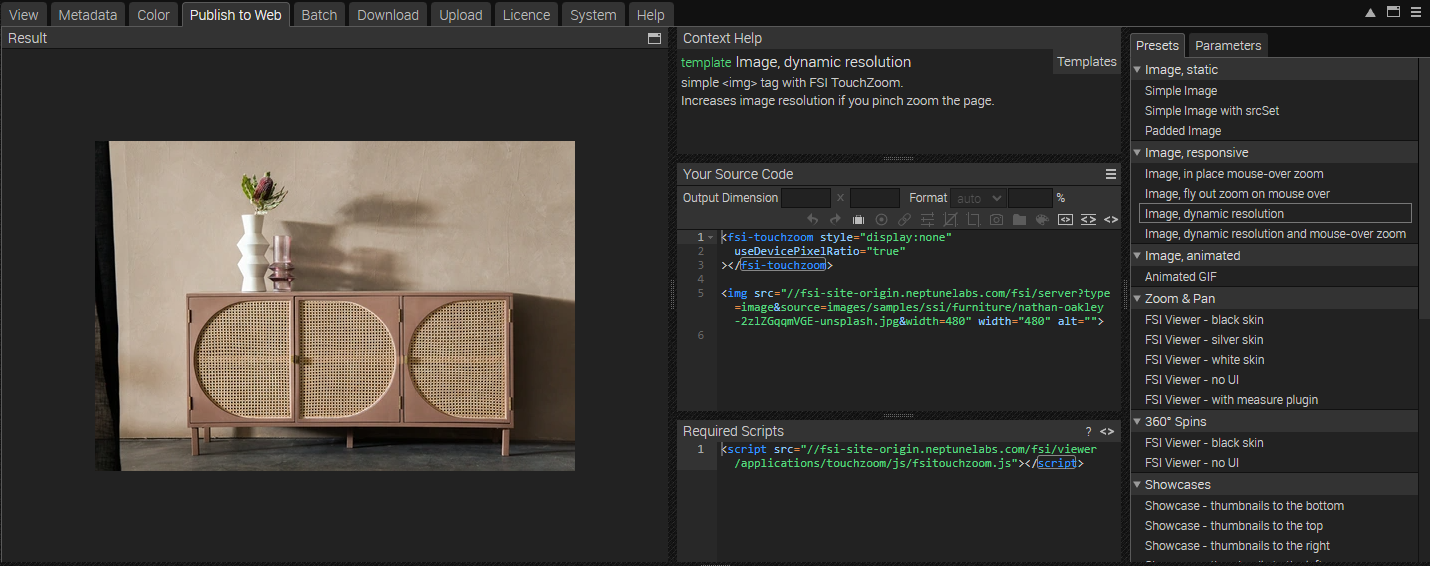 View Metadata Color Publish to Web Batch Download Upload Licence System Help
Result
Context Help
template Image, dynamic resolution
Templates
simple <img> tag with FSI TouchZoom.
Increases image resolution if you pinch zoom the page.
Your Source Code
Output Dimension X Format auto %
1 <fsi-touchzoom style="display:none"
2 useDevicePixelRatio="true"
3 ></fsi-touchzoom>
4
5 <img src="//fsi-site-origin.neptunelabs.com/fsi/server?type
=image&source=images/samples/ssi/furniture/nathan-oakley
-2zlZGqqmVGE-unsplash.jpg&width=480" width="480" alt="">
6
Required Scripts ? <>
1 <script src="//fsi-site-origin.neptunelabs.com/fsi/viewer
/applications/touchzoom/js/fsitouchzoom.js"></script>
Presets Parameters
Image, static
Simple Image
Simple Image with srcSet
Padded Image
Image, responsive
Image, in place mouse-over zoom
Image, fly out zoom on mouse over
Image, dynamic resolution
Image, dynamic resolution and mouse-over zoom
Image, animated
Animated GIF
Zoom & Pan
FSI Viewer - black skin
FSI Viewer - silver skin
FSI Viewer - white skin
FSI Viewer - no UI
FSI Viewer - with measure plugin
360° Spins
FSI Viewer - black skin
FSI Viewer - no UI
Showcases
Showcase - thumbnails to the bottom
Showcase - thumbnails to the top
Showcase - thumbnails to the right